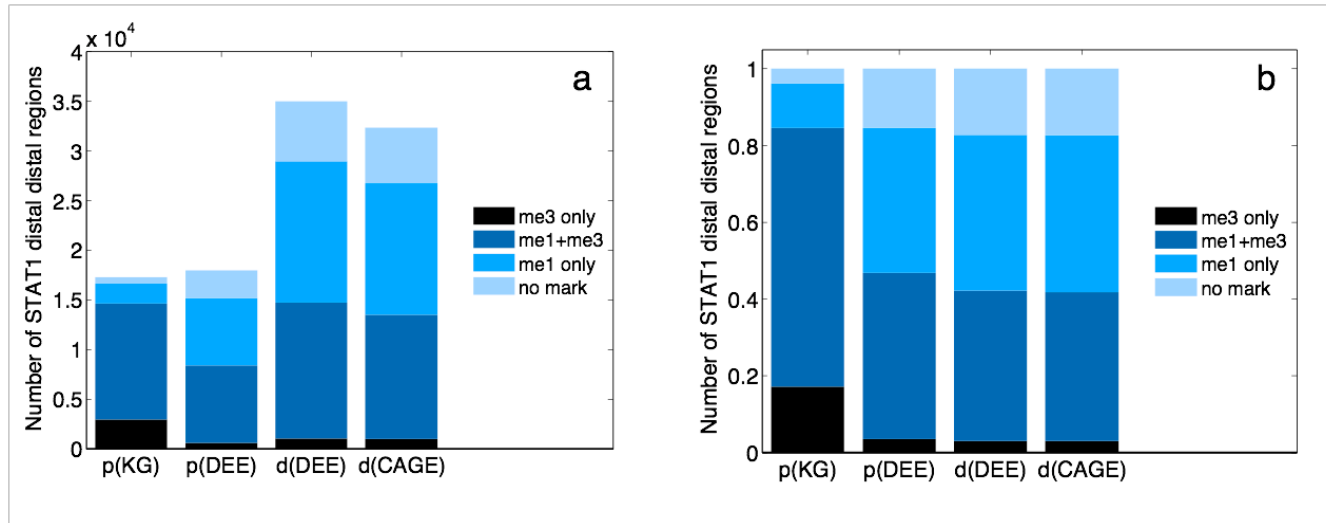 x 10⁴
4
3.5
3
2.5
2
1.5
1
0.5
0
Number of STAT1 distal distal regions
a
me3 only
me1+me3
me1 only
no mark
p(KG) p(DEE) d(DEE) d(CAGE)
1
0.8
0.6
0.4
0.2
0
Number of STAT1 distal distal regions
b
me3 only
me1+me3
me1 only
no mark
p(KG) p(DEE) d(DEE) d(CAGE)